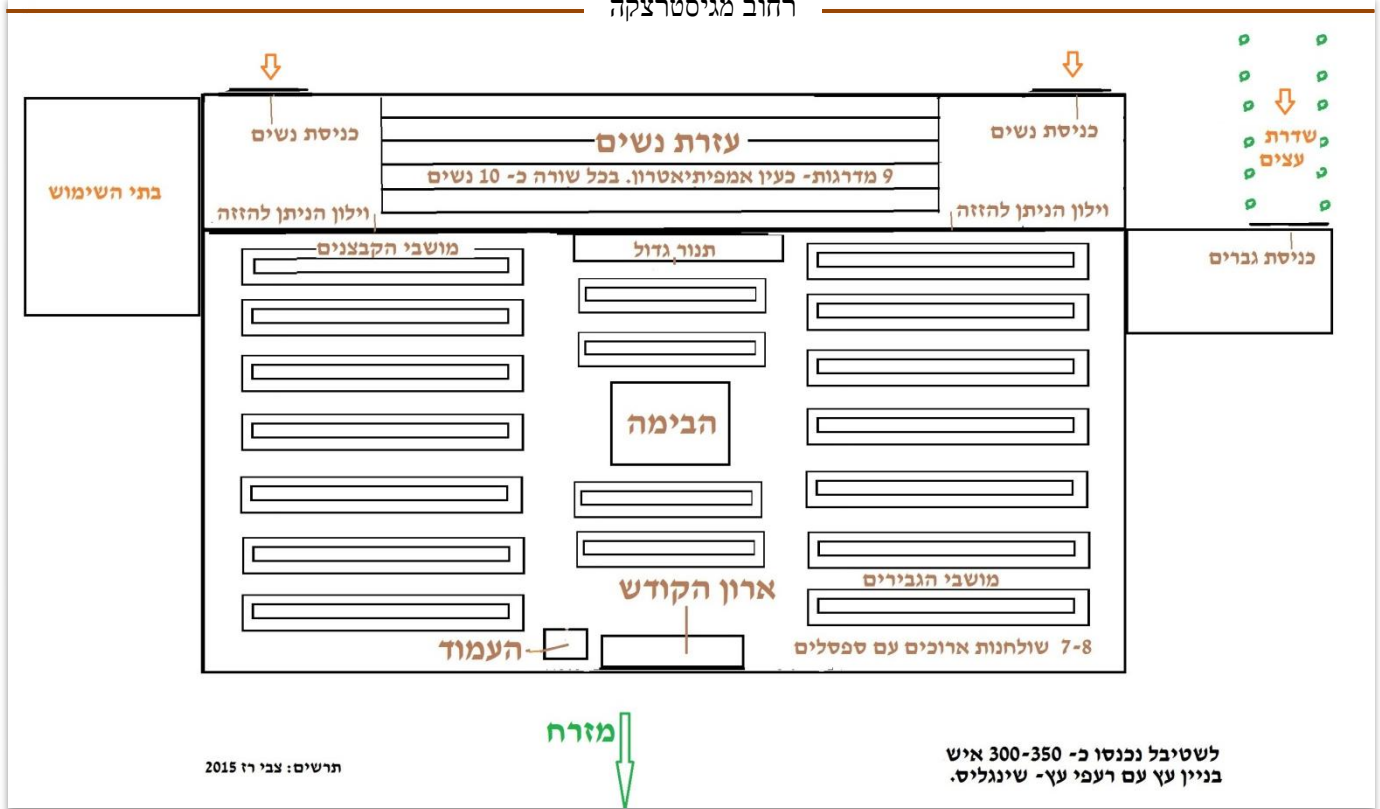 רחוב מגיסטרצקה
כניסת נשים
עזרת נשים
כניסת נשים
שדרת
עצים
9 מדרגות- כעין אמפיתיאטרון. בכל שורה כ- 10 נשים
בתי השימוש
וילון הניתן להזזה
וילון הניתן להזזה
כניסת גברים
תנור גדול
מושבי הקבצנים
הבימה
מושבי הגבירים
ארון הקודש
7-8 שולחנות ארוכים עם ספסלים
העמוד
מזרח
לשטיבל נכנסו כ- 300-350 איש
בניין עץ עם רעפי עץ- שינגליס.
תרשים: צבי רז 2015